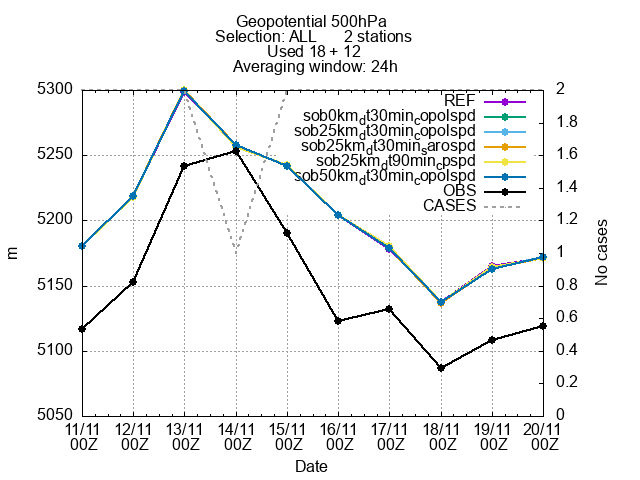 Geopotential 500hPa
Selection: ALL 2 stations
Used 18 + 12
Averaging window: 24h
5300
5250
5200
5150
5100
5050
m
2
1.8
1.6
1.4
1.2
1
0.8
0.6
0.4
0.2
0
No cases
REF
sob0km_dt30min_copolspd
sob25km_dt30min_copolspd
sob25km_dt30min_sarospd
sob25km_dt90min_cpspd
sob50km_dt30min_copolspd
OBS
CASES
11/11 12/11 13/11 14/11 15/11 16/11 17/11 18/11 19/11 20/11
00Z 00Z 00Z 00Z 00Z 00Z 00Z 00Z 00Z 00Z
Date